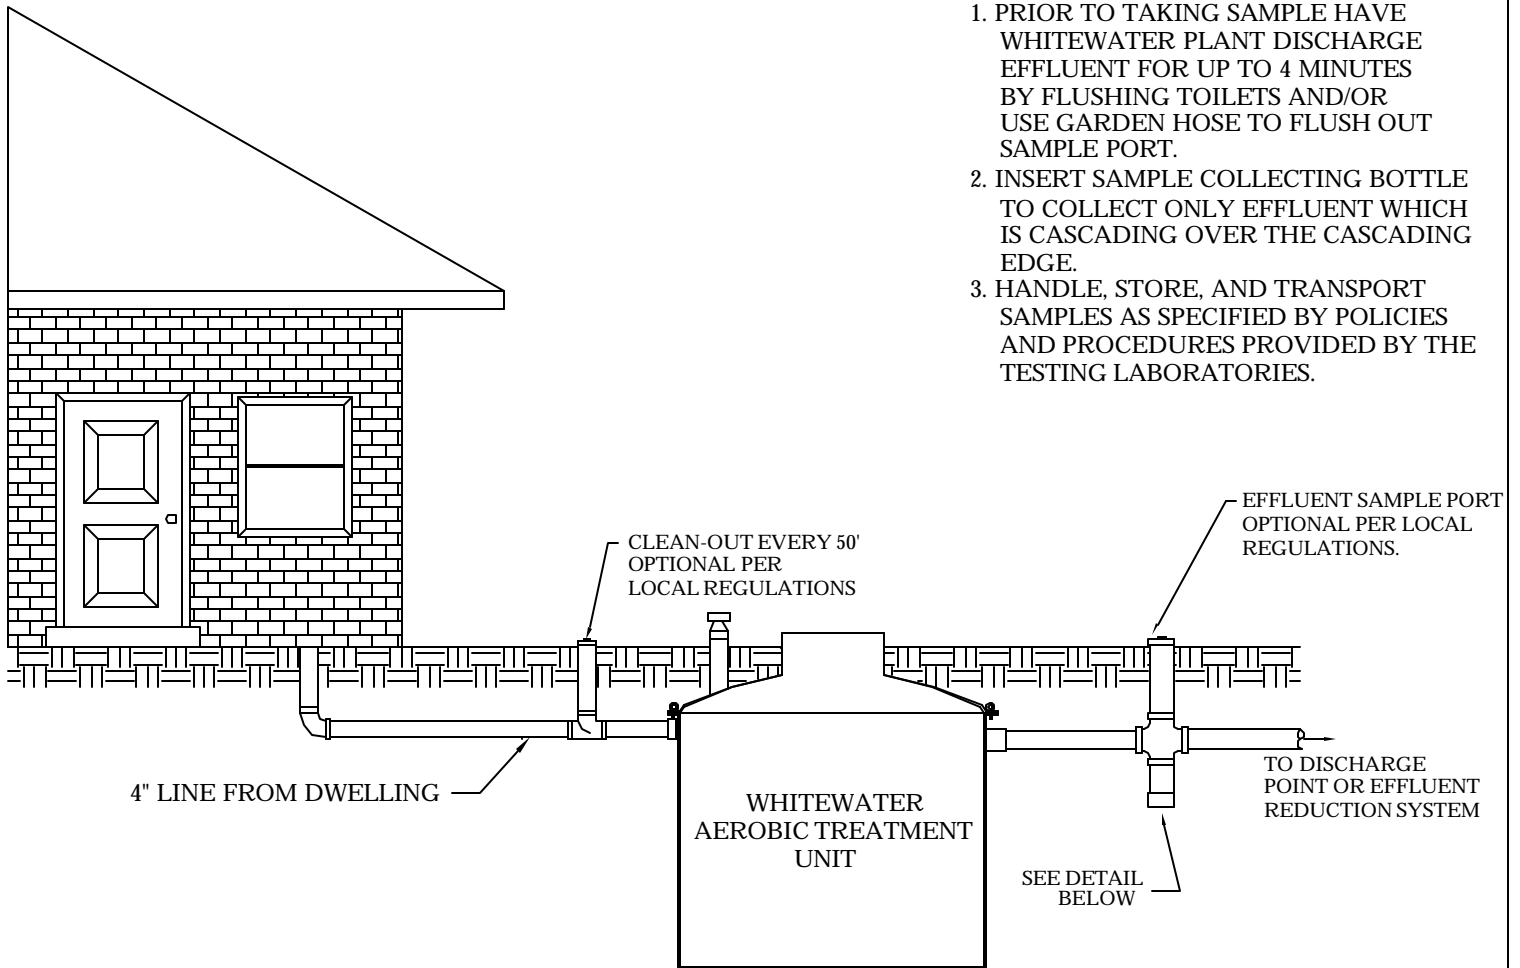 1. PRIOR TO TAKING SAMPLE HAVE
WHITEWATER PLANT DISCHARGE
EFFLUENT FOR UP TO 4 MINUTES
BY FLUSHING TOILETS AND/OR
USE GARDEN HOSE TO FLUSH OUT
SAMPLE PORT.
2. INSERT SAMPLE COLLECTING BOTTLE
TO COLLECT ONLY EFFLUENT WHICH
IS CASCADING OVER THE CASCADING
EDGE.
3. HANDLE, STORE, AND TRANSPORT
SAMPLES AS SPECIFIED BY POLICIES
AND PROCEDURES PROVIDED BY THE
TESTING LABORATORIES.
EFFLUENT SAMPLE PORT
OPTIONAL PER LOCAL
REGULATIONS.
CLEAN-OUT EVERY 50'
OPTIONAL PER
LOCAL REGULATIONS
4" LINE FROM DWELLING
WHITEWATER
AEROBIC TREATMENT
UNIT
TO DISCHARGE
POINT OR EFFLUENT
REDUCTION SYSTEM
SEE DETAIL
BELOW